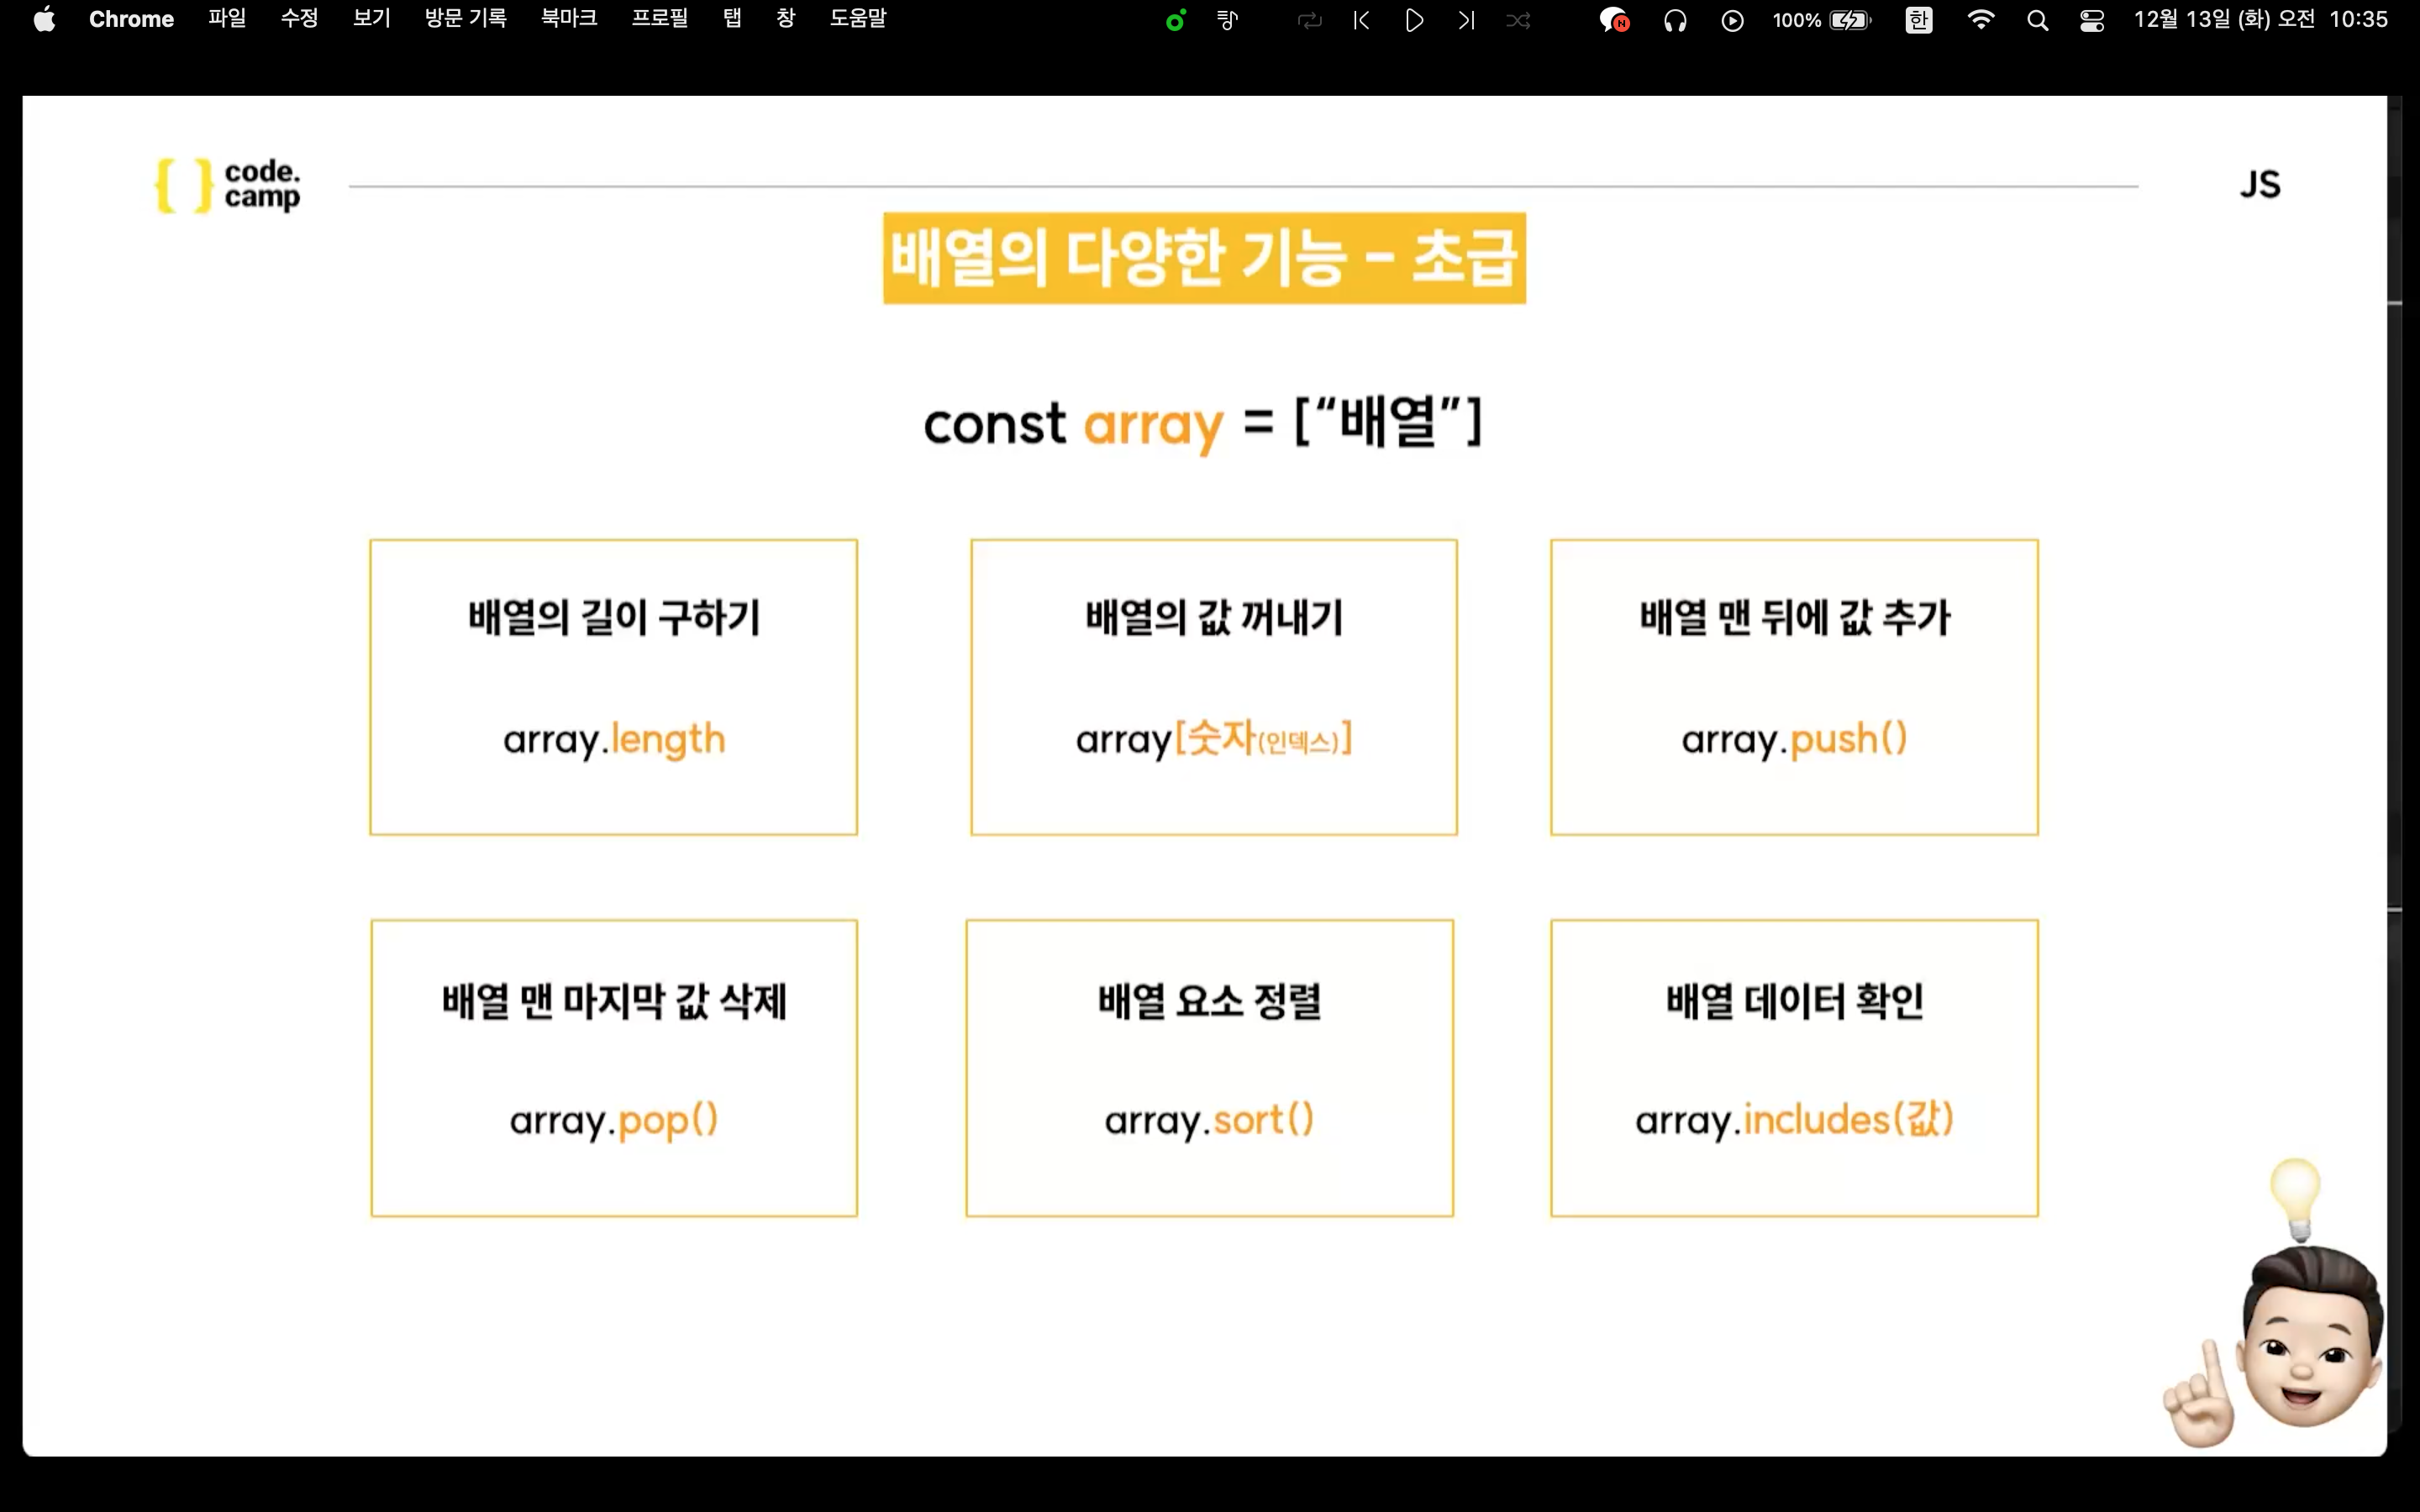 Chrome 파일 수정 보기 방문 기록 북마크 프로필 탭 창 도움말 100% 한 12월 13일 (화) 오전 10:35
{ } code.
camp
JS
배열의 다양한 기능 - 초급
const array = [“배열”]
배열의 길이 구하기
array.length
배열의 값 꺼내기
array[숫자(인덱스)]
배열 맨 뒤에 값 추가
array.push()
배열 맨 마지막 값 삭제
array.pop()
배열 요소 정렬
array.sort()
배열 데이터 확인
array.includes(값)